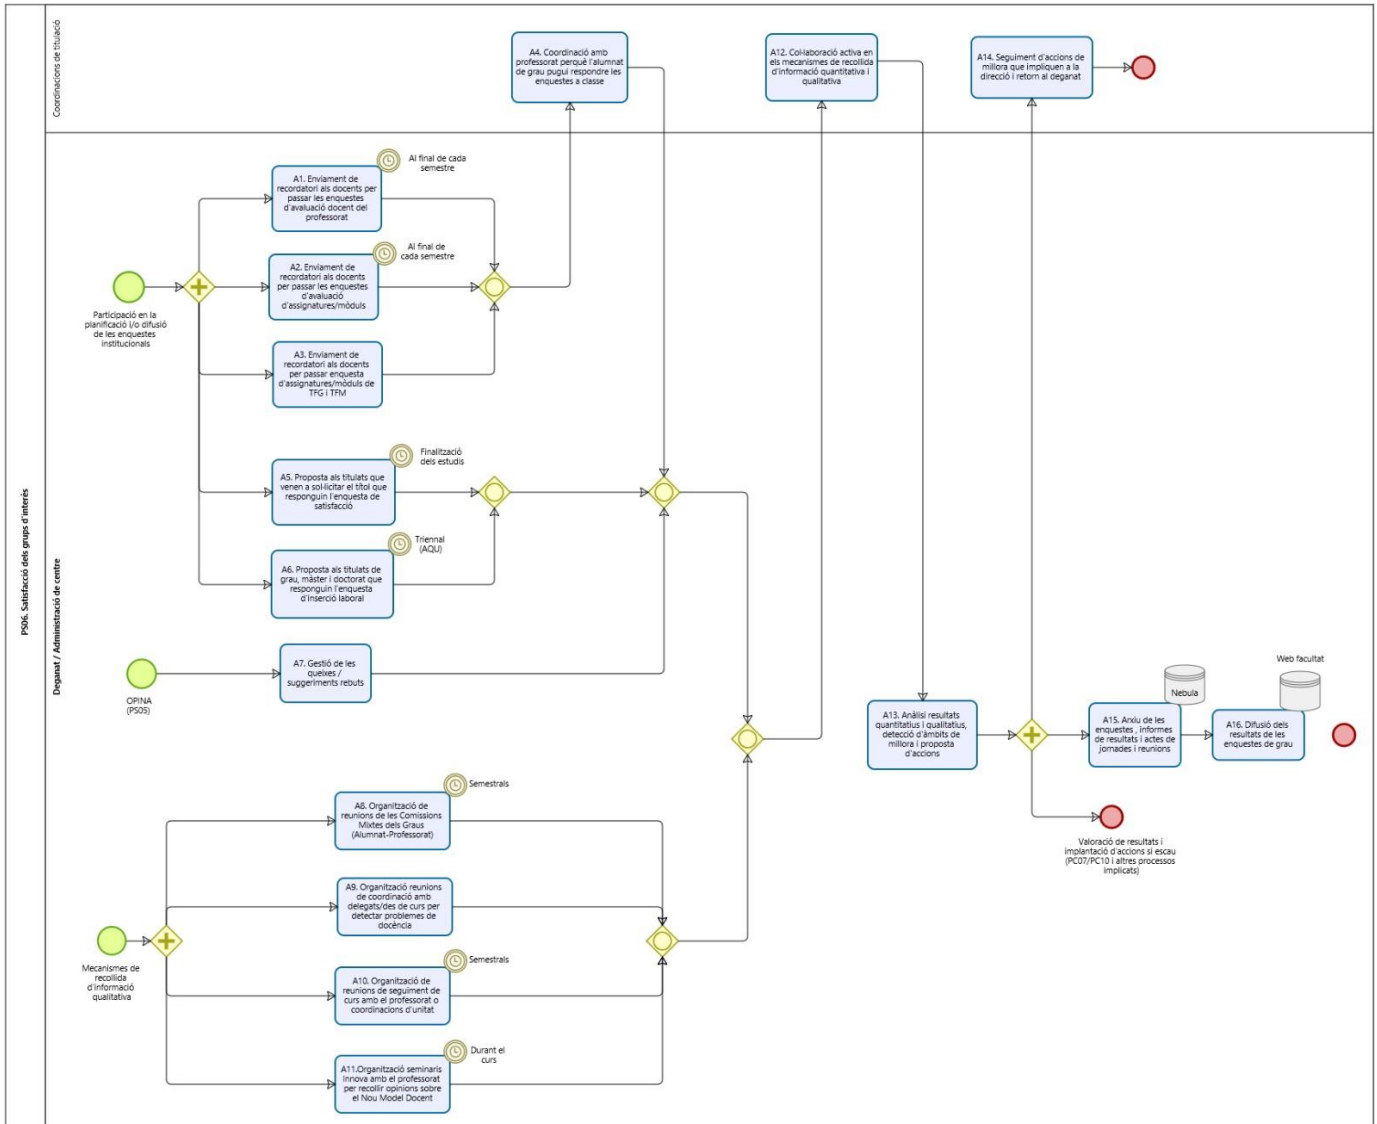 PS06. Satisfacció dels grups d'interès
Coordinacions de titulació
A4. Coordinació amb
professorat perquè l'alumnat
de grau pugui respondre les
enquestes a classe
A12. Col·laboració activa en
els mecanismes de recollida
d'informació quantitativa i
qualitativa
A14. Seguiment d'accions de
millora que impliquen a la
direcció i retorn al deganat
Deganat / Administració de centre
Participació en la
planificació i/o difusió
de les enquestes
institucionals
A1. Enviament de
recordatori als docents per
passar les enquestes
d'avaluació docent del
professorat
Al final de cada
semestre
A2. Enviament de
recordatori als docents
per passar les enquestes
d'avaluació
d'assignatures/mòduls
Al final de
cada semestre
A3. Enviament de
recordatori als docents
per passar enquesta
d'assignatures/mòduls de
TFG i TFM
A5. Proposta als titulats que
venen a sol·licitar el títol que
responguin l'enquesta de
satisfacció
Finalització
dels estudis
A6. Proposta als titulats de
grau, màster i doctorat que
responguin l'enquesta
d'inserció laboral
Triennal
(AQU)
OPINA
(PS05)
A7. Gestió de les
queixes /
suggeriments rebuts
Mecanismes de
recollida
d'informació
qualitativa
A8. Organització de
reunions de les Comissions
Mixtes dels Graus
(Alumnat-Professorat)
Semestrals
A9. Organització reunions
de coordinació amb
delegats/des de curs per
detectar problemes de
docència
A10. Organització de
reunions de seguiment de
curs amb el professorat o
coordinacions d'unitat
Semestrals
A11.Organització seminaris
Innova amb el professorat
per recollir opinions sobre
el Nou Model Docent
Durant el
curs
A13. Anàlisi resultats
quantitatius i qualitatius,
detecció d'àmbits de
millora i proposta
d'accions
Nebula
A15. Arxiu de les
enquestes , informes
de resultats i actes de
jornades i reunions
Web facultat
A16. Difusió dels
resultats de les
enquestes de grau
Valoració de resultats i
implantació d'accions si escau
(PC07/PC10 i altres processos
implicats)